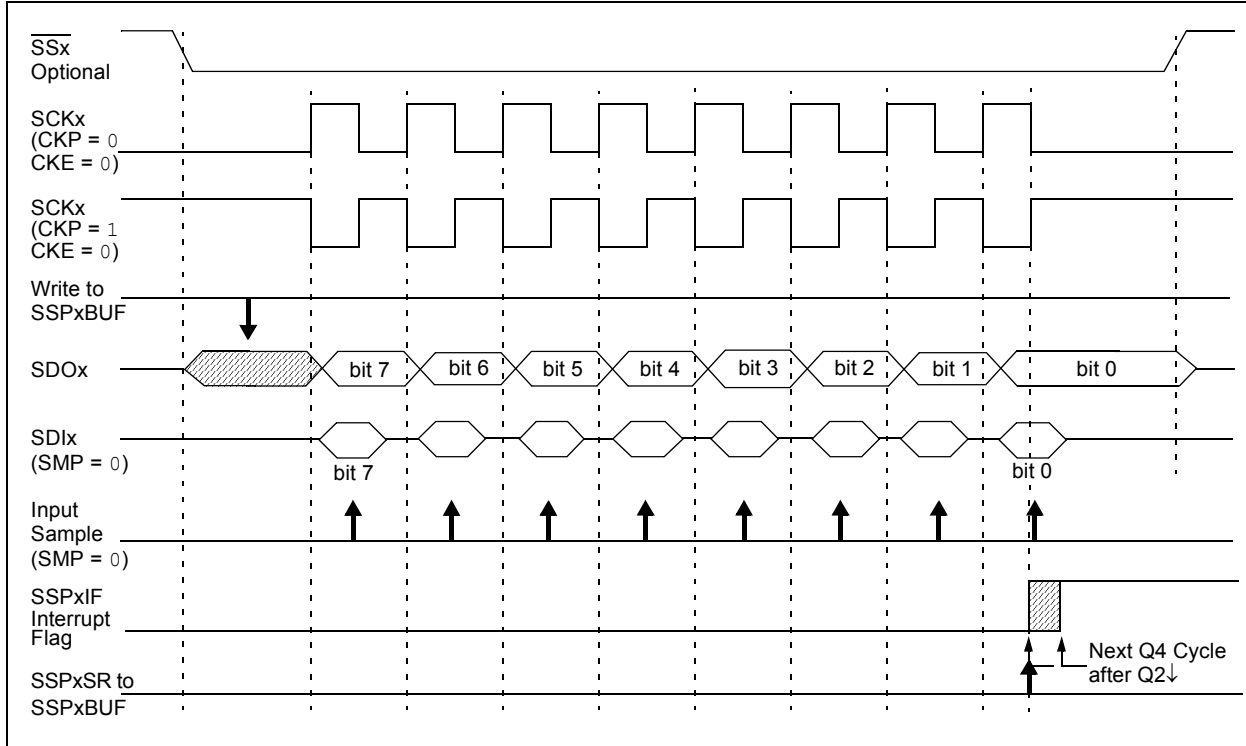 SSx
Optional
SCKx
(CKP = 0
CKE = 0)
SCKx
(CKP = 1
CKE = 0)
Write to
SSPxBUF
SDOx
bit 7
bit 6
bit 5
bit 4
bit 3
bit 2
bit 1
bit 0
SDIx
(SMP = 0)
bit 7
bit 0
Input
Sample
(SMP = 0)
SSPxIF
Interrupt
Flag
Next Q4 Cycle
after Q2↓
SSPxSR to
SSPxBUF